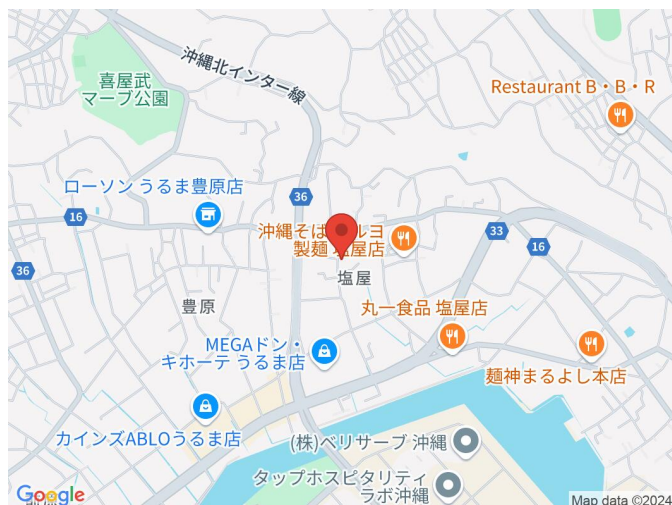 沖縄北インター線
喜屋武
マーブ公園
Restaurant B・B・R
ローソン うるま豊原店
36
16
沖縄そば
ルヨ
製麺 塩屋店
33
16
36
塩屋
豊原
丸一食品 塩屋店
MEGAドン・
キホーテ うるま店
麺神まるよし本店
カインズABLOうるま店
(株)ベリサーブ 沖縄
タップホスピタリティ
ラボ沖縄
Google
Map data ©2024